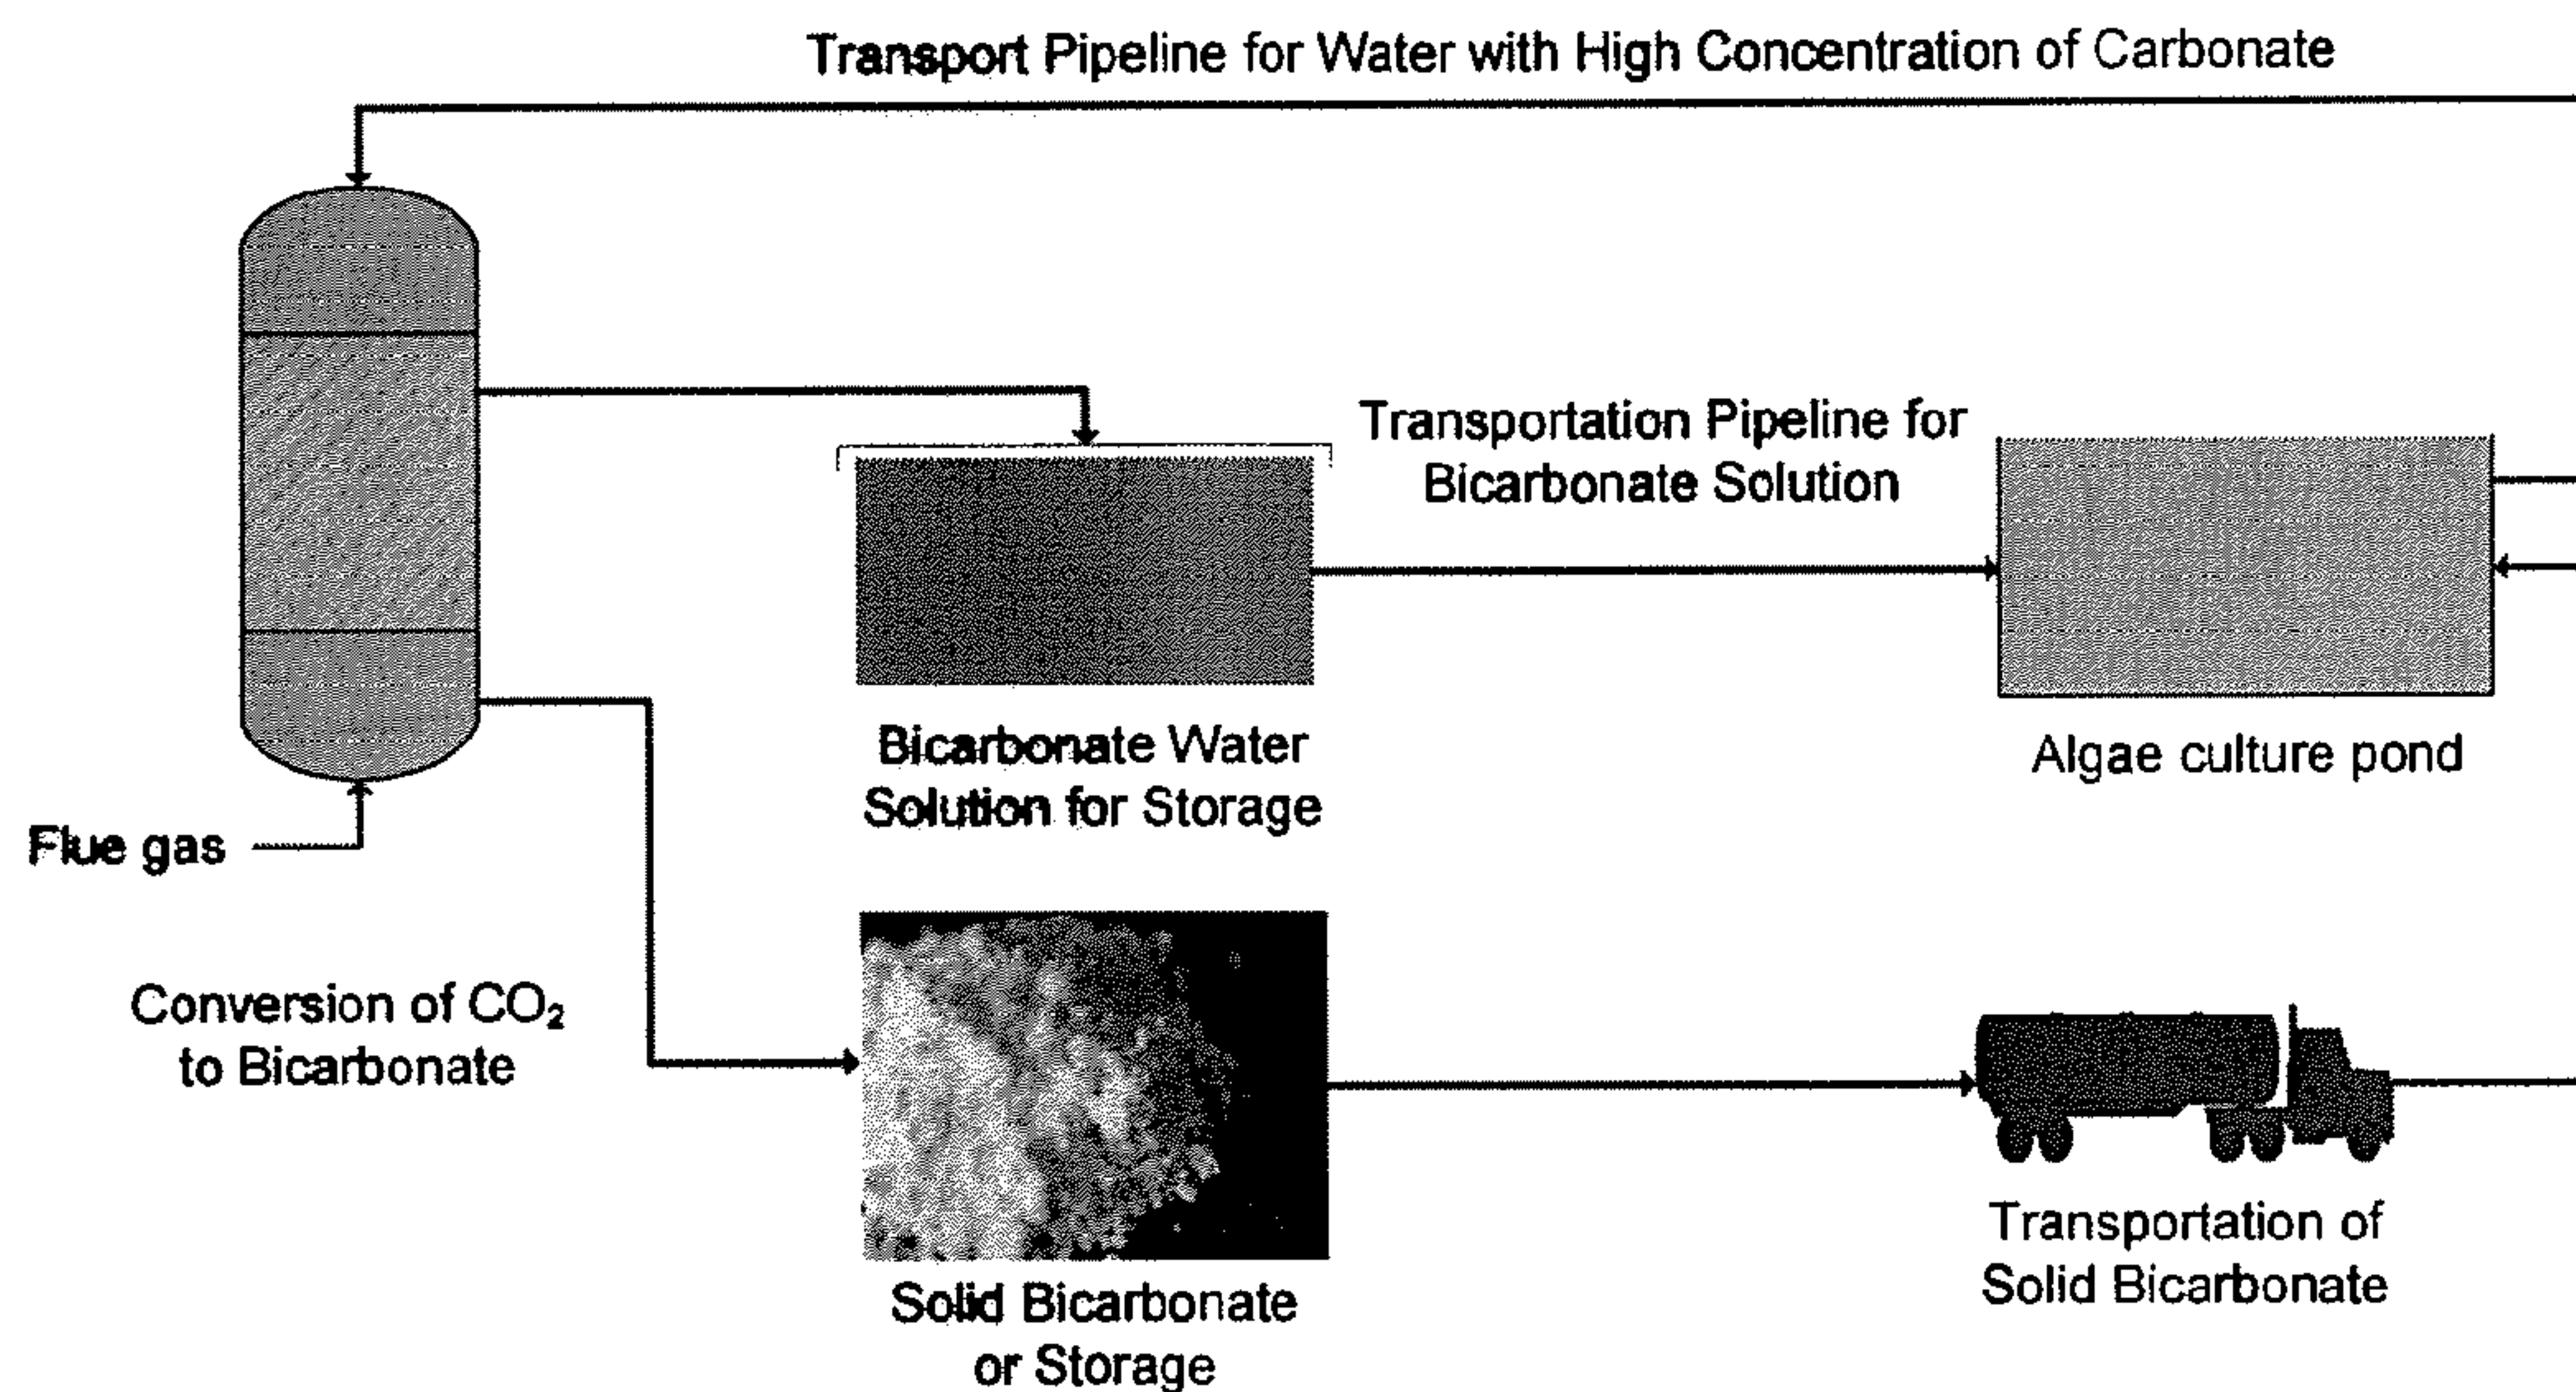 Transport Pipeline for Water with High Concentration of Carbonate
Transportation Pipeline for
Bicarbonate Solution
Bicarbonate Water
Solution for Storage
Algae culture pond
Flue gas
Conversion of CO₂
to Bicarbonate
Solid Bicarbonate
or Storage
Transportation of
Solid Bicarbonate